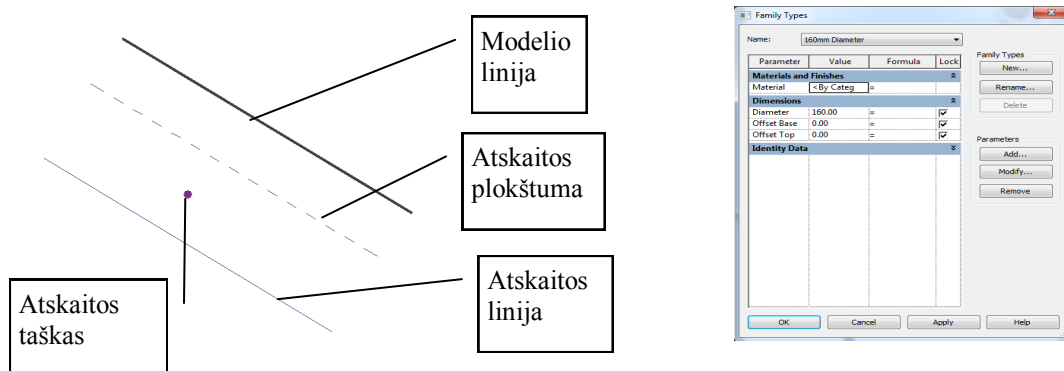 Modelio
linija
Atskaitos
plokštuma
Atskaitos
linija
Atskaitos
taškas
Family Types
Name: 160mm Diameter
Parameter Value Formula Lock
Materials and Finishes
Material <By Categ =
Dimensions
Diameter 160.00 =
Offset Base 0.00 =
Offset Top 0.00 =
Identity Data
Family Types
New...
Rename...
Delete
Parameters
Add...
Modify...
Remove
OK Cancel Apply Help